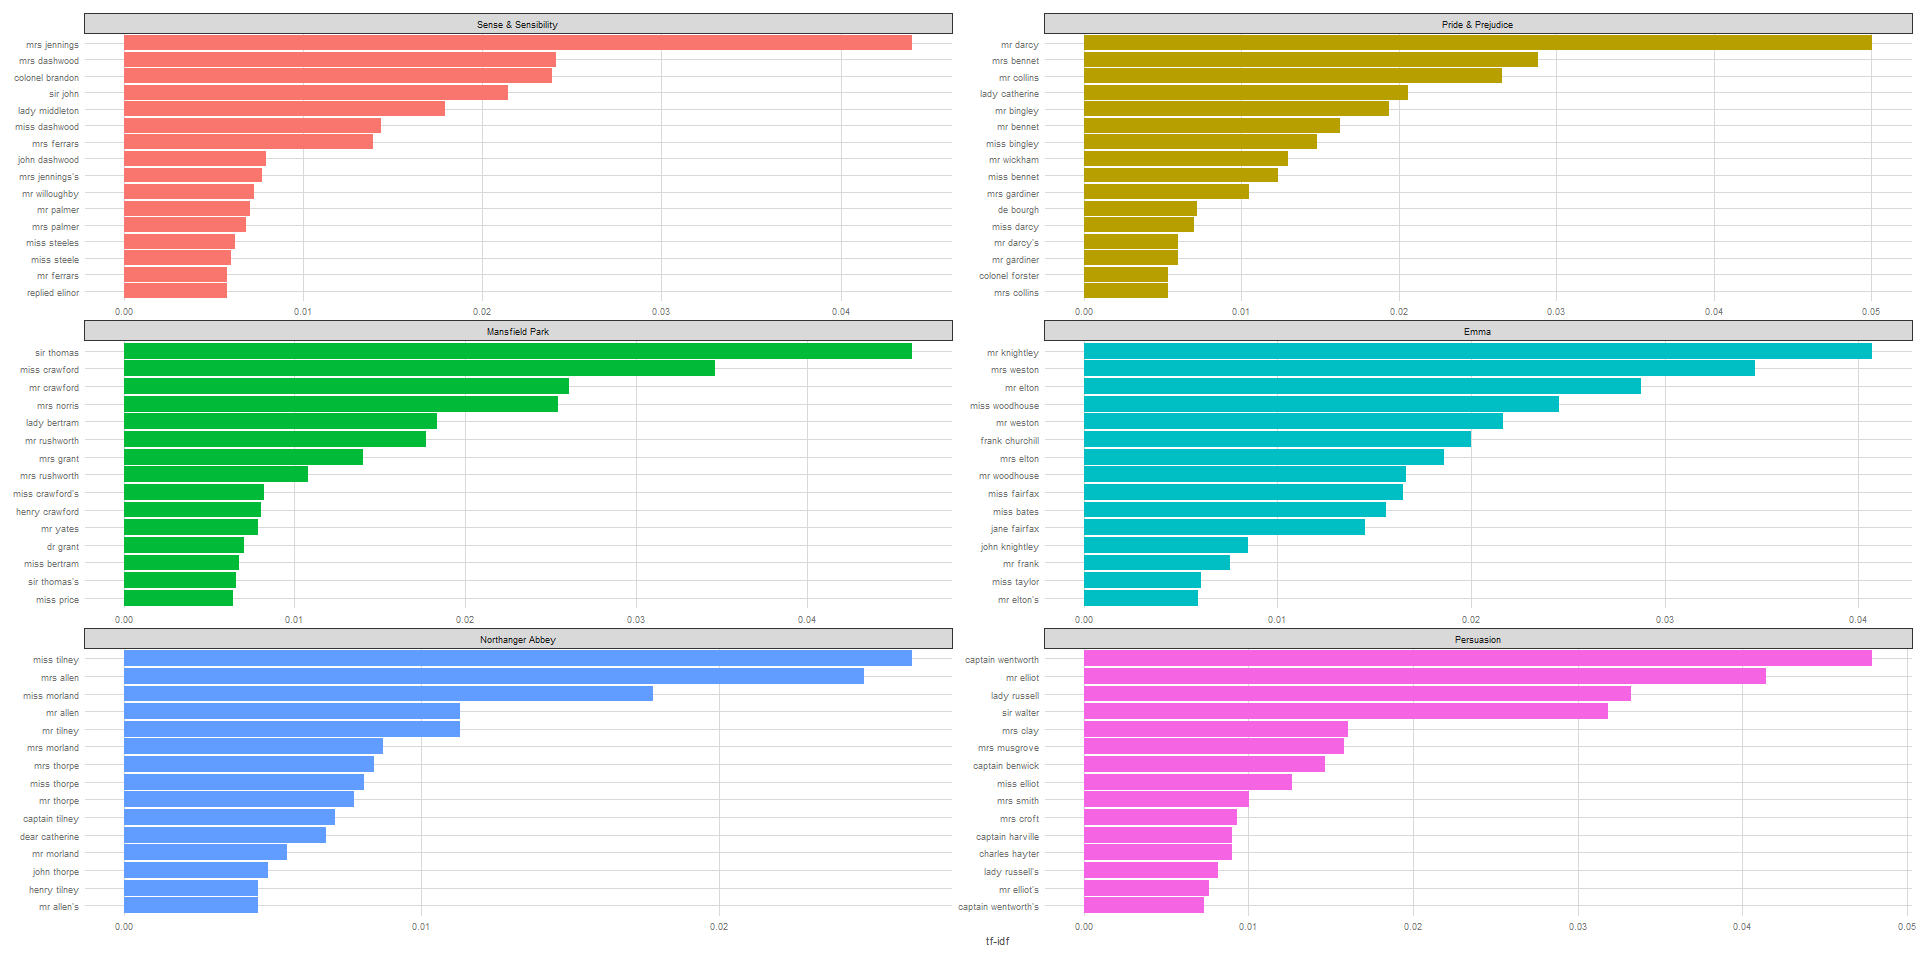 Sense & Sensibility
mrs jennings
mrs dashwood
colonel brandon
sir john
lady middleton
miss dashwood
mrs ferrars
john dashwood
mrs jennings's
mr willoughby
mr palmer
mrs palmer
miss steeles
miss steele
mr ferrars
replied elinor
0.00 0.01 0.02 0.03 0.04
Pride & Prejudice
mr darcy
mrs bennet
mr collins
lady catherine
mr bingley
mr bennet
miss bingley
mr wickham
miss bennet
mrs gardiner
de bourgh
miss darcy
mr darcy's
mr gardiner
colonel forster
mrs collins
0.00 0.01 0.02 0.03 0.04 0.05
Mansfield Park
sir thomas
miss crawford
mr crawford
mrs norris
lady bertram
mr rushworth
mrs grant
mrs rushworth
miss crawford's
henry crawford
mr yates
dr grant
miss bertram
sir thomas's
miss price
0.00 0.01 0.02 0.03 0.04
Emma
mr knightley
mrs weston
mr elton
miss woodhouse
mr weston
frank churchill
mrs elton
mr woodhouse
miss fairfax
miss bates
jane fairfax
john knightley
mr frank
miss taylor
mr elton's
0.00 0.01 0.02 0.03 0.04
Northanger Abbey
miss tilney
mrs allen
miss morland
mr allen
mr tilney
mrs morland
mrs thorpe
miss thorpe
mr thorpe
captain tilney
dear catherine
mr morland
john thorpe
henry tilney
mr allen's
0.00 0.01 0.02
Persuasion
captain wentworth
mr elliot
lady russell
sir walter
mrs clay
mrs musgrove
captain benwick
miss elliot
mrs smith
mrs croft
captain harville
charles hayter
lady russell's
mr elliot's
captain wentworth's
0.00 0.01 0.02 0.03 0.04 0.05
tf-idf